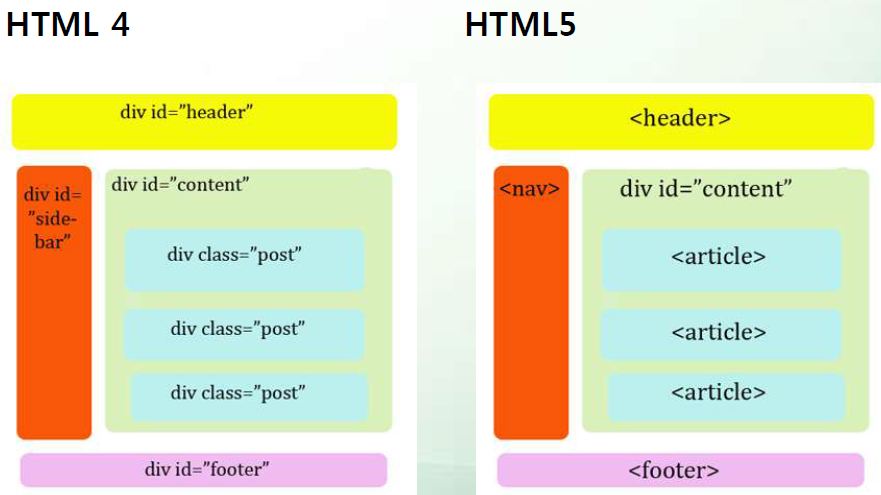 HTML 4
div id=”header”
div id=
”side-
bar”
div id=”content”
div class=”post”
div class=”post”
div class=”post”
div id=”footer”
HTML5
<header>
<nav>
div id=”content”
<article>
<article>
<article>
<footer>